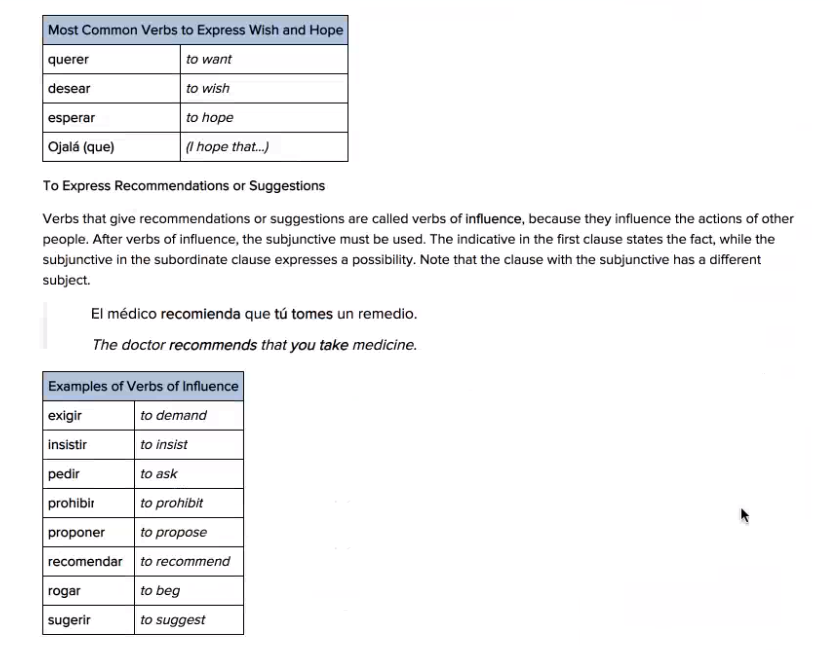 Most Common Verbs to Express Wish and Hope
querer to want
desear to wish
esperar to hope
Ojalá (que) (I hope that...)
To Express Recommendations or Suggestions
Verbs that give recommendations or suggestions are called verbs of influence, because they influence the actions of other
people. After verbs of influence, the subjunctive must be used. The indicative in the first clause states the fact, while the
subjunctive in the subordinate clause expresses a possibility. Note that the clause with the subjunctive has a different
subject.
El médico recomienda que tú tomes un remedio.
The doctor recommends that you take medicine.
Examples of Verbs of Influence
exigir to demand
insistir to insist
pedir to ask
prohibir to prohibit
proponer to propose
recomendar to recommend
rogar to beg
sugerir to suggest